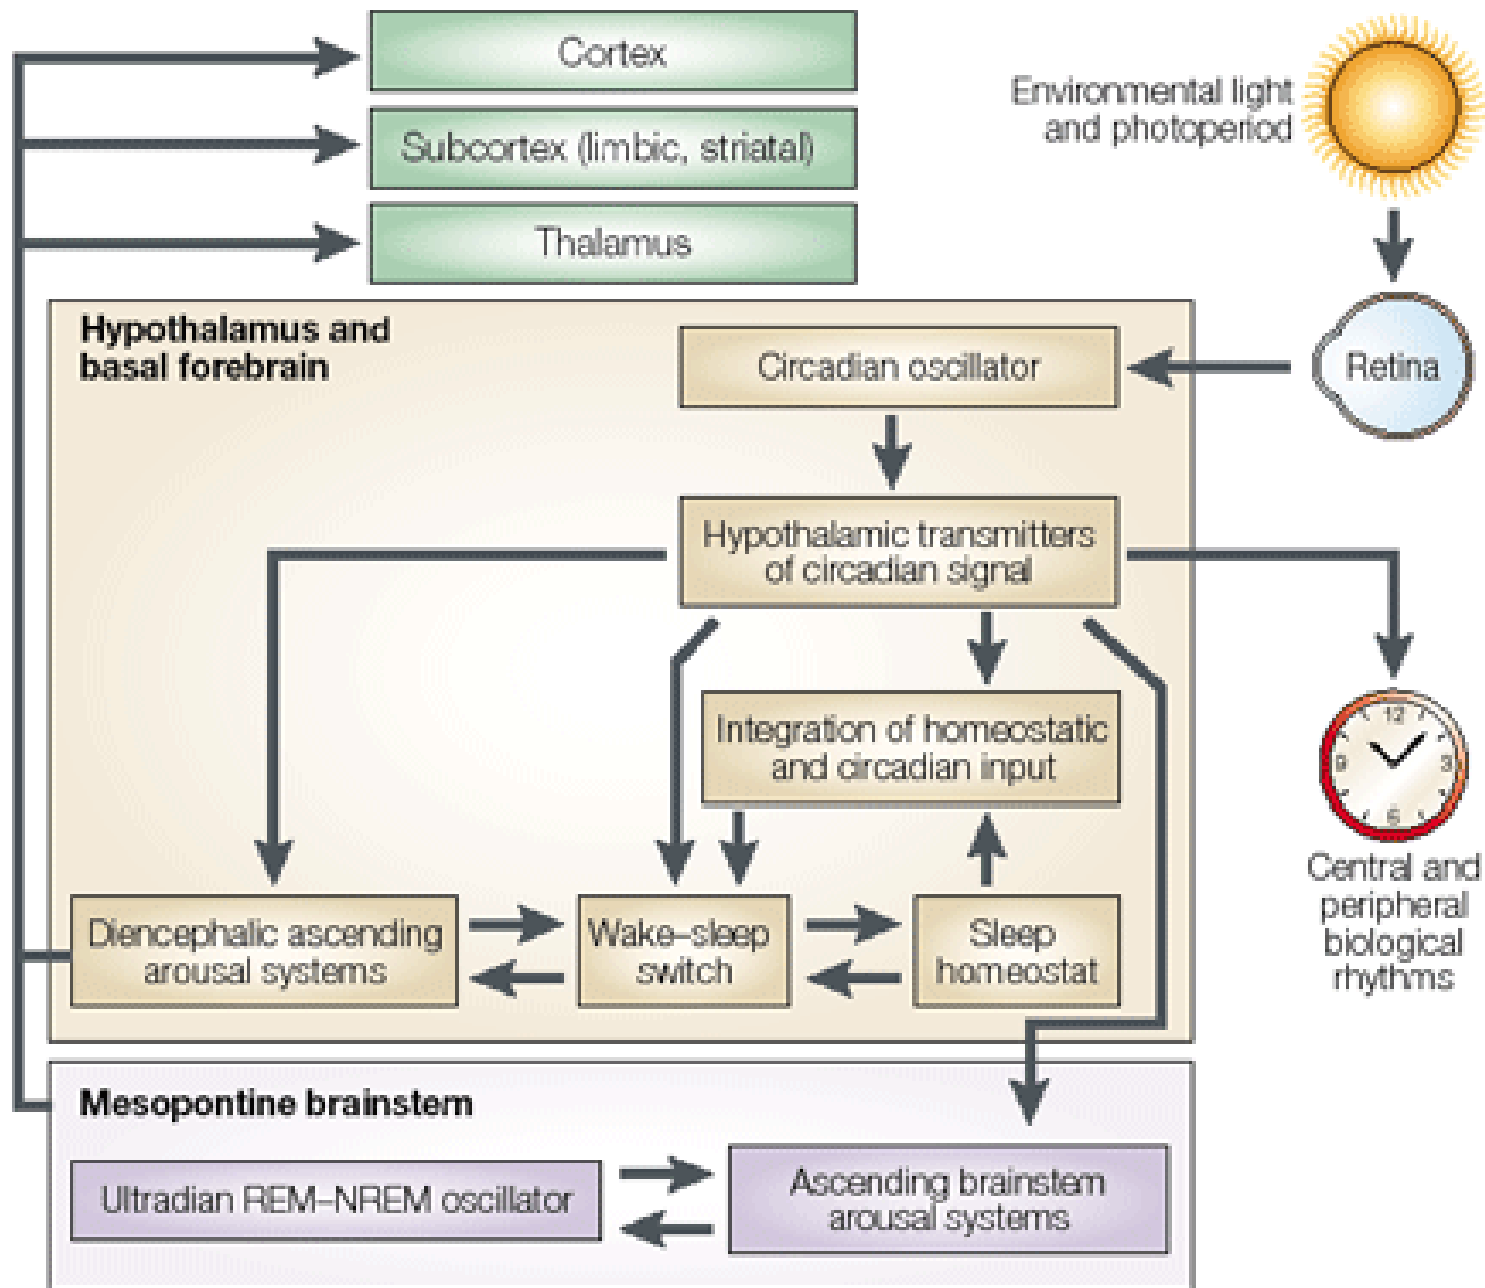 Cortex
Subcortex (limbic, striatal)
Thalamus
Environmental light
and photoperiod
Hypothalamus and
basal forebrain
Circadian oscillator
Retina
Hypothalamic transmitters
of circadian signal
Integration of homeostatic
and circadian input
12
9
3
6
Central and
peripheral
biological
rhythms
Diencephalic ascending
arousal systems
Wake–sleep
switch
Sleep
homeostat
Mesopontine brainstem
Ultradian REM–NREM oscillator
Ascending brainstem
arousal systems